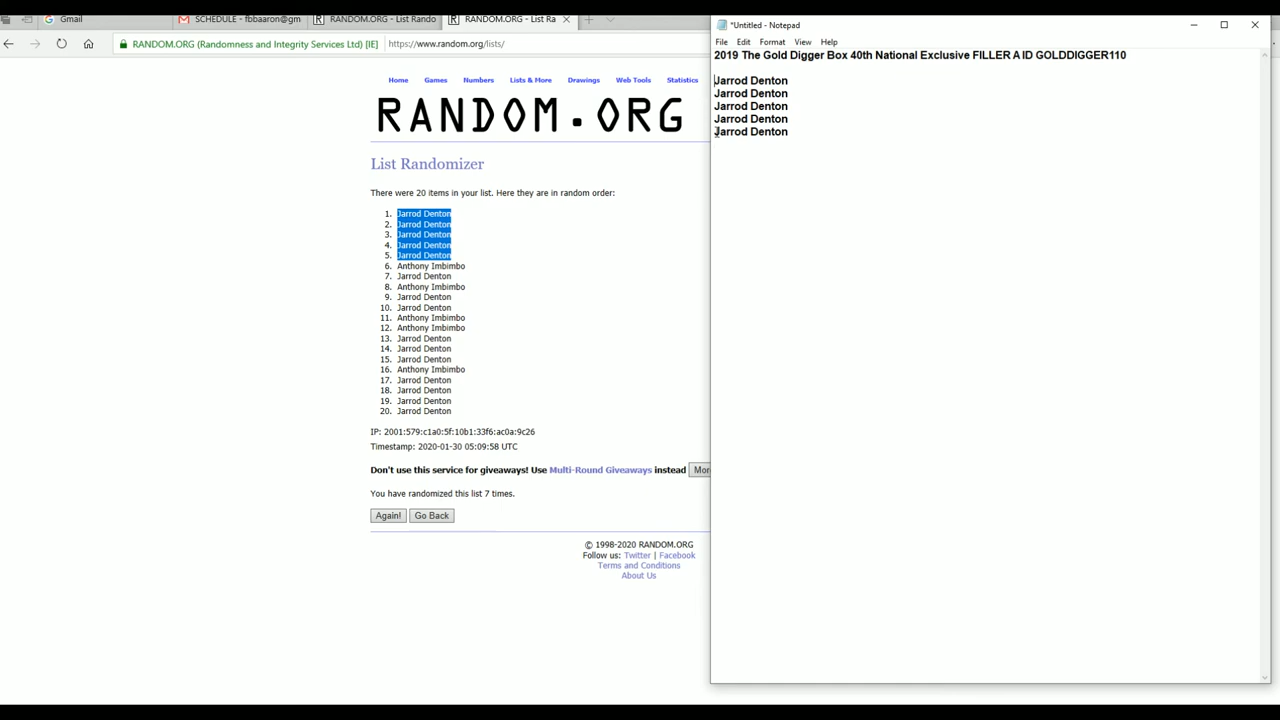 Gmail
SCHEDULE - fbbaaron@gm
RANDOM.ORG - List Rando
RANDOM.ORG - List Ra
RANDOM.ORG (Randomness and Integrity Services Ltd) [IE]
https://www.random.org/lists/
Home Games Numbers Lists & More Drawings Web Tools Statistics
RANDOM.ORG
List Randomizer
There were 20 items in your list. Here they are in random order:
1. Jarrod Denton
2. Jarrod Denton
3. Jarrod Denton
4. Jarrod Denton
5. Jarrod Denton
6. Anthony Imbimbo
7. Jarrod Denton
8. Anthony Imbimbo
9. Jarrod Denton
10. Jarrod Denton
11. Anthony Imbimbo
12. Anthony Imbimbo
13. Jarrod Denton
14. Jarrod Denton
15. Jarrod Denton
16. Anthony Imbimbo
17. Jarrod Denton
18. Jarrod Denton
19. Jarrod Denton
20. Jarrod Denton
IP: 2001:579:c1a0:5f:10b1:33f6:ac0a:9c26
Timestamp: 2020-01-30 05:09:58 UTC
Don't use this service for giveaways! Use Multi-Round Giveaways instead Mor
You have randomized this list 7 times.
Again! Go Back
© 1998-2020 RANDOM.ORG
Follow us: Twitter | Facebook
Terms and Conditions
About Us
*Untitled - Notepad
File Edit Format View Help
2019 The Gold Digger Box 40th National Exclusive FILLER A ID GOLDDIGGER110
Jarrod Denton
Jarrod Denton
Jarrod Denton
Jarrod Denton
Jarrod Denton